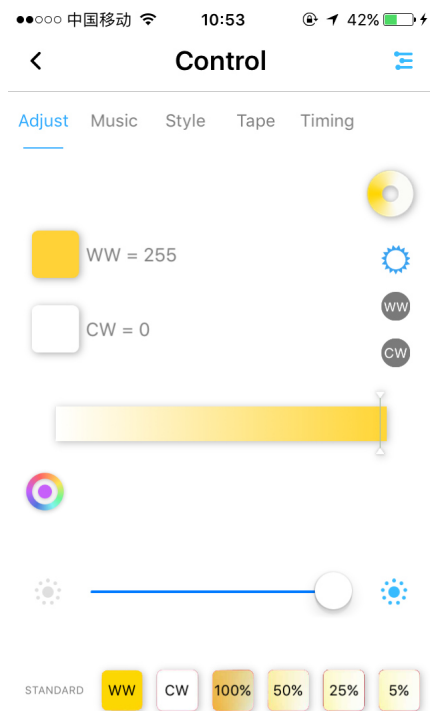 中国移动 10:53 42%
Control
Adjust Music Style Tape Timing
WW = 255
WW
CW = 0
CW
STANDARD WW CW 100% 50% 25% 5%